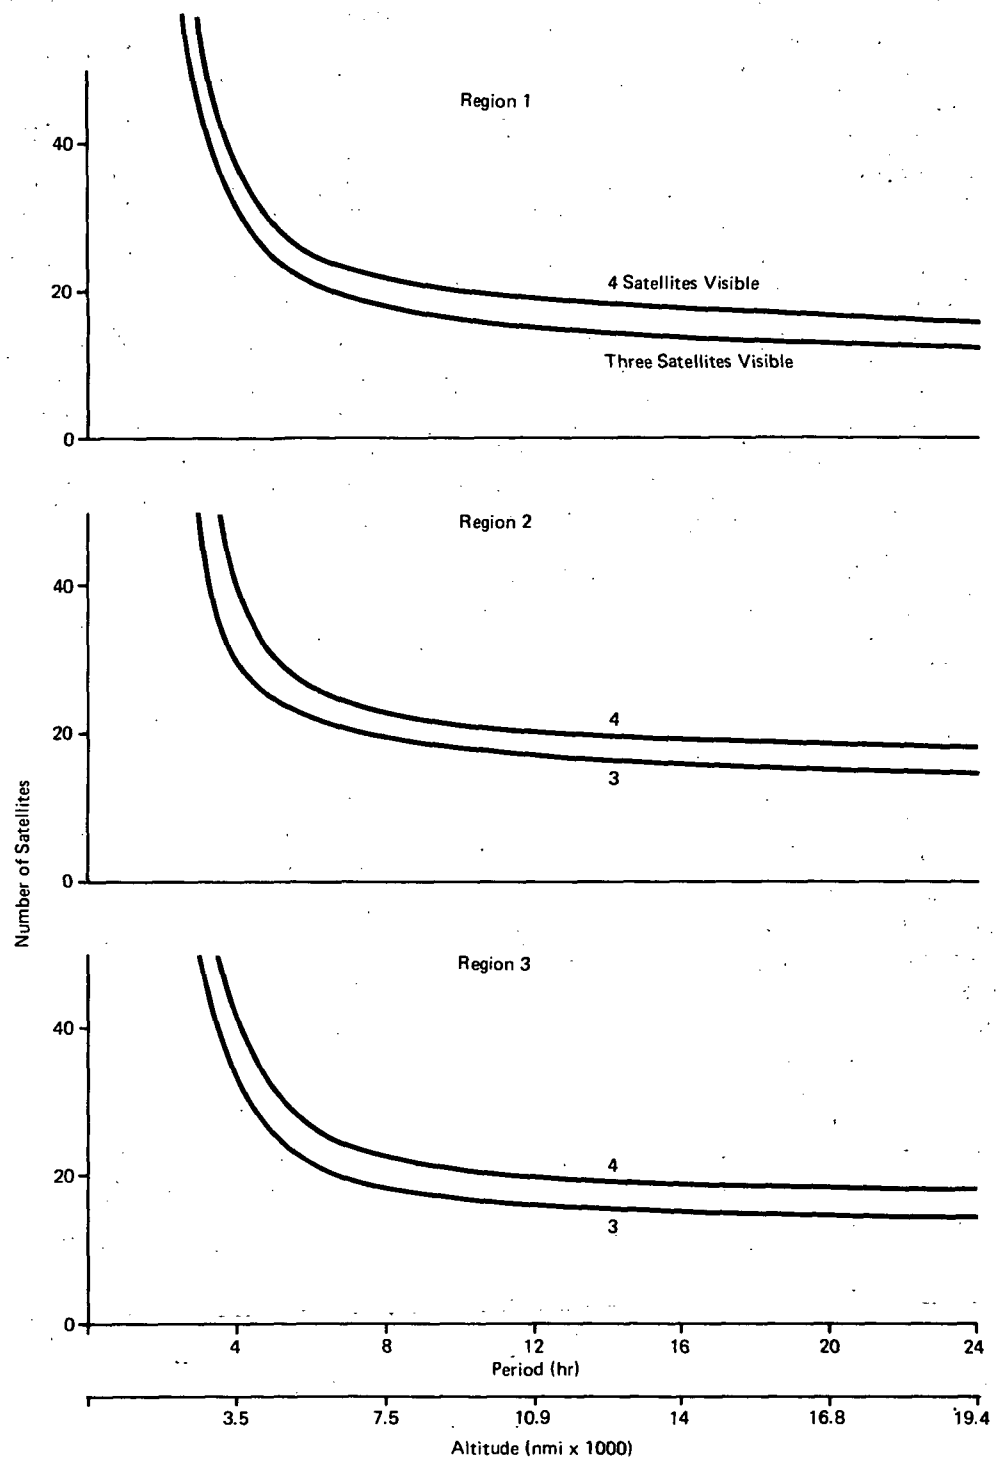 Region 1
40
20
0
4 Satellites Visible
Three Satellites Visible
Region 2
40
20
0
4
3
Number of Satellites
Region 3
40
20
0
4
3
4 8 12 16 20 24
Period (hr)
3.5 7.5 10.9 14 16.8 19.4
Altitude (nmi x 1000)